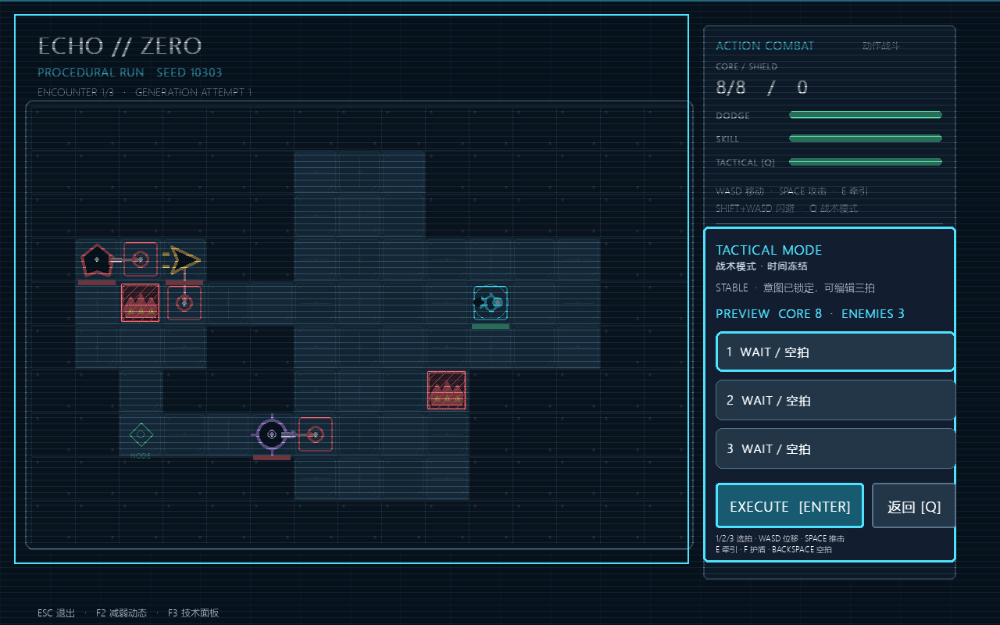 ECHO // ZERO
PROCEDURAL RUN SEED 10303
ENCOUNTER 1/3 · GENERATION ATTEMPT 1
NODE
ACTION COMBAT 动作战斗
CORE / SHIELD
8/8 / 0
DODGE
SKILL
TACTICAL [Q]
WASD 移动 · SPACE 攻击 · E 牵引
SHIFT+WASD 闪避 · Q 战术模式
TACTICAL MODE
战术模式 · 时间冻结
STABLE · 意图已锁定，可编辑三拍
PREVIEW CORE 8 · ENEMIES 3
1 WAIT / 空拍
2 WAIT / 空拍
3 WAIT / 空拍
EXECUTE [ENTER] 返回 [Q]
1/2/3 选拍 · WASD 位移 · SPACE 推击
E 牵引 · F 护盾 · BACKSPACE 空拍
ESC 退出 · F2 减弱动态 · F3 技术面板